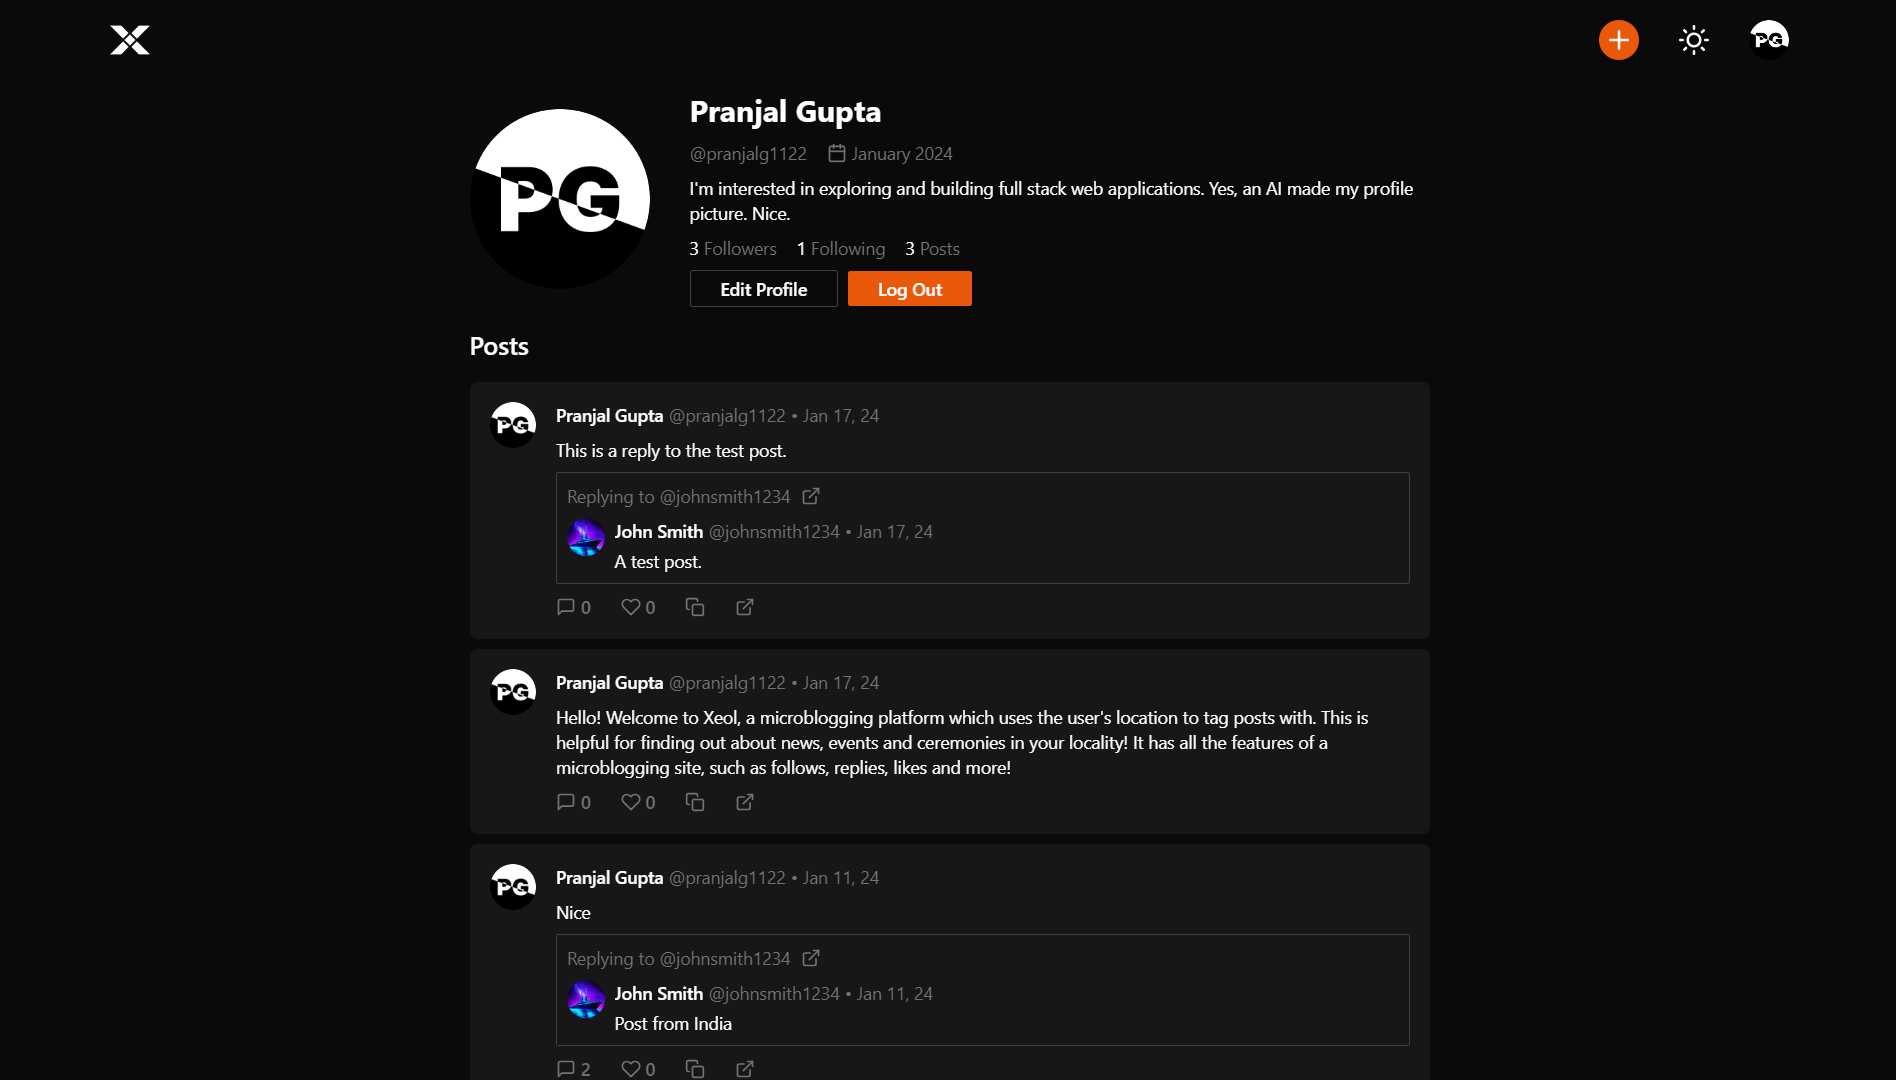 PG
PG
Pranjal Gupta
@pranjalg1122 January 2024
I'm interested in exploring and building full stack web applications. Yes, an AI made my profile
picture. Nice.
3 Followers 1 Following 3 Posts
Edit Profile Log Out
Posts
PG
Pranjal Gupta @pranjalg1122 • Jan 17, 24
This is a reply to the test post.
Replying to @johnsmith1234
John Smith @johnsmith1234 • Jan 17, 24
A test post.
0 0
PG
Pranjal Gupta @pranjalg1122 • Jan 17, 24
Hello! Welcome to Xeol, a microblogging platform which uses the user's location to tag posts with. This is
helpful for finding out about news, events and ceremonies in your locality! It has all the features of a
microblogging site, such as follows, replies, likes and more!
0 0
PG
Pranjal Gupta @pranjalg1122 • Jan 11, 24
Nice
Replying to @johnsmith1234
John Smith @johnsmith1234 • Jan 11, 24
Post from India
2 0